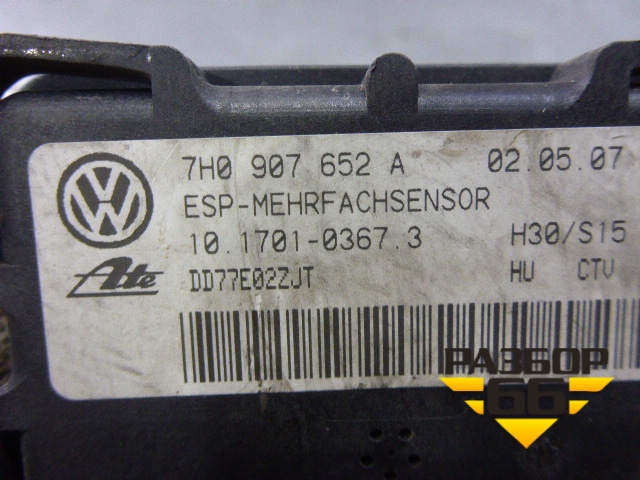 7H0 907 652 A 02.05.07
ESP-MEHRFACHSENSOR
10.1701-0367.3 H30/S15
Ate DD77E02ZJT HU CTV
РАЗБОР
66